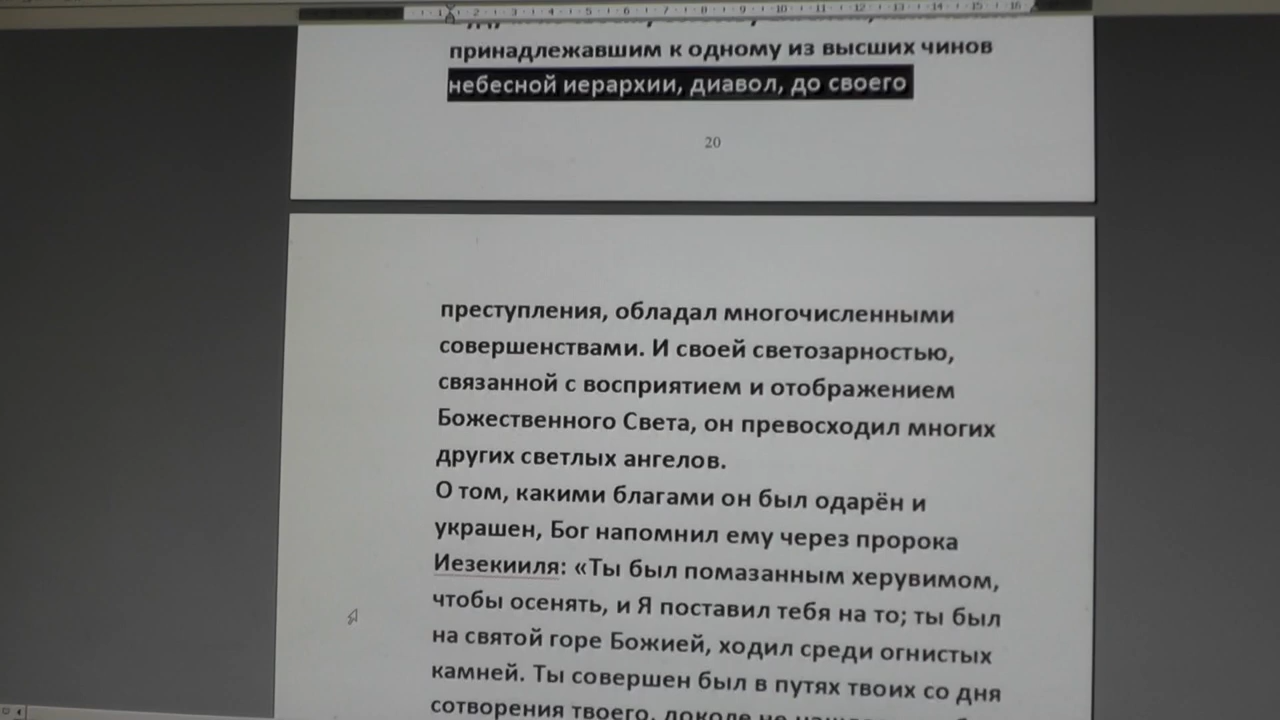 принадлежавшим к одному из высших чинов
небесной иерархии, диавол, до своего
20
преступления, обладал многочисленными
совершенствами. И своей светозарностью,
связанной с восприятием и отображением
Божественного Света, он превосходил многих
других светлых ангелов.
О том, какими благами он был одарён и
украшен, Бог напомнил ему через пророка
Иезекииля: «Ты был помазанным херувимом,
чтобы осенять, и Я поставил тебя на то; ты был
на святой горе Божией, ходил среди огнистых
камней. Ты совершен был в путях твоих со дня
сотворения твоего, доколе не